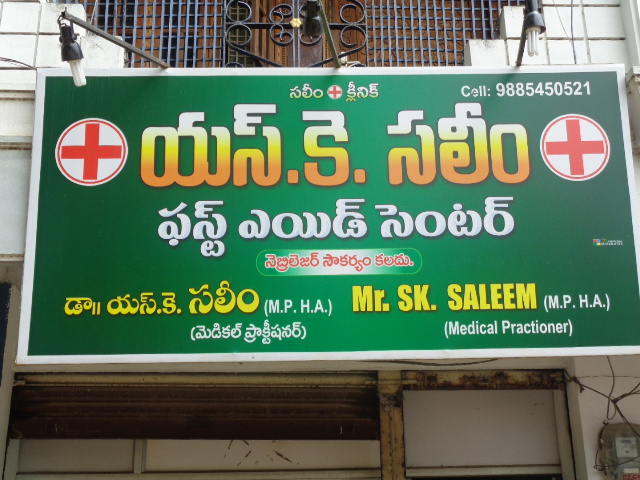 సలీం క్లీనిక్
Cell: 9885450521
యస్.కె. సలీం
ఫస్ట్ ఎయిడ్ సెంటర్
నెబ్రిలెజర్ సౌకర్యం కలదు.
డా॥ యస్.కె. సలీం (M.P. H.A.)
(మెడికల్ ప్రాక్టీషనర్)
Mr. SK. SALEEM (M.P. H.A.)
(Medical Practioner)